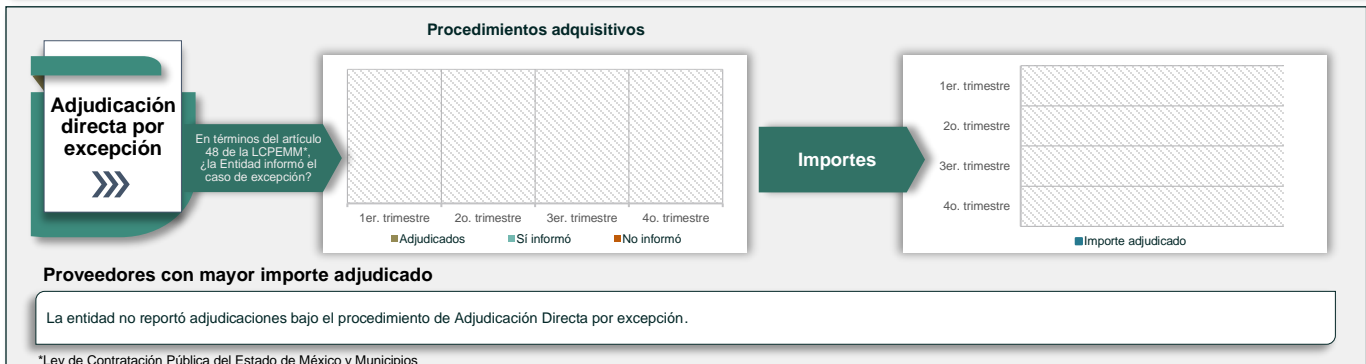 Procedimientos adquisitivos
Adjudicación
directa por
excepción
En términos del artículo
48 de la LCPEMM*,
¿la Entidad informó el
caso de excepción?
1er. trimestre 2o. trimestre 3er. trimestre 4o. trimestre
Adjudicados Sí informó No informó
Importes
1er. trimestre
2o. trimestre
3er. trimestre
4o. trimestre
Importe adjudicado
Proveedores con mayor importe adjudicado
La entidad no reportó adjudicaciones bajo el procedimiento de Adjudicación Directa por excepción.
*Ley de Contratación Pública del Estado de México y Municipios